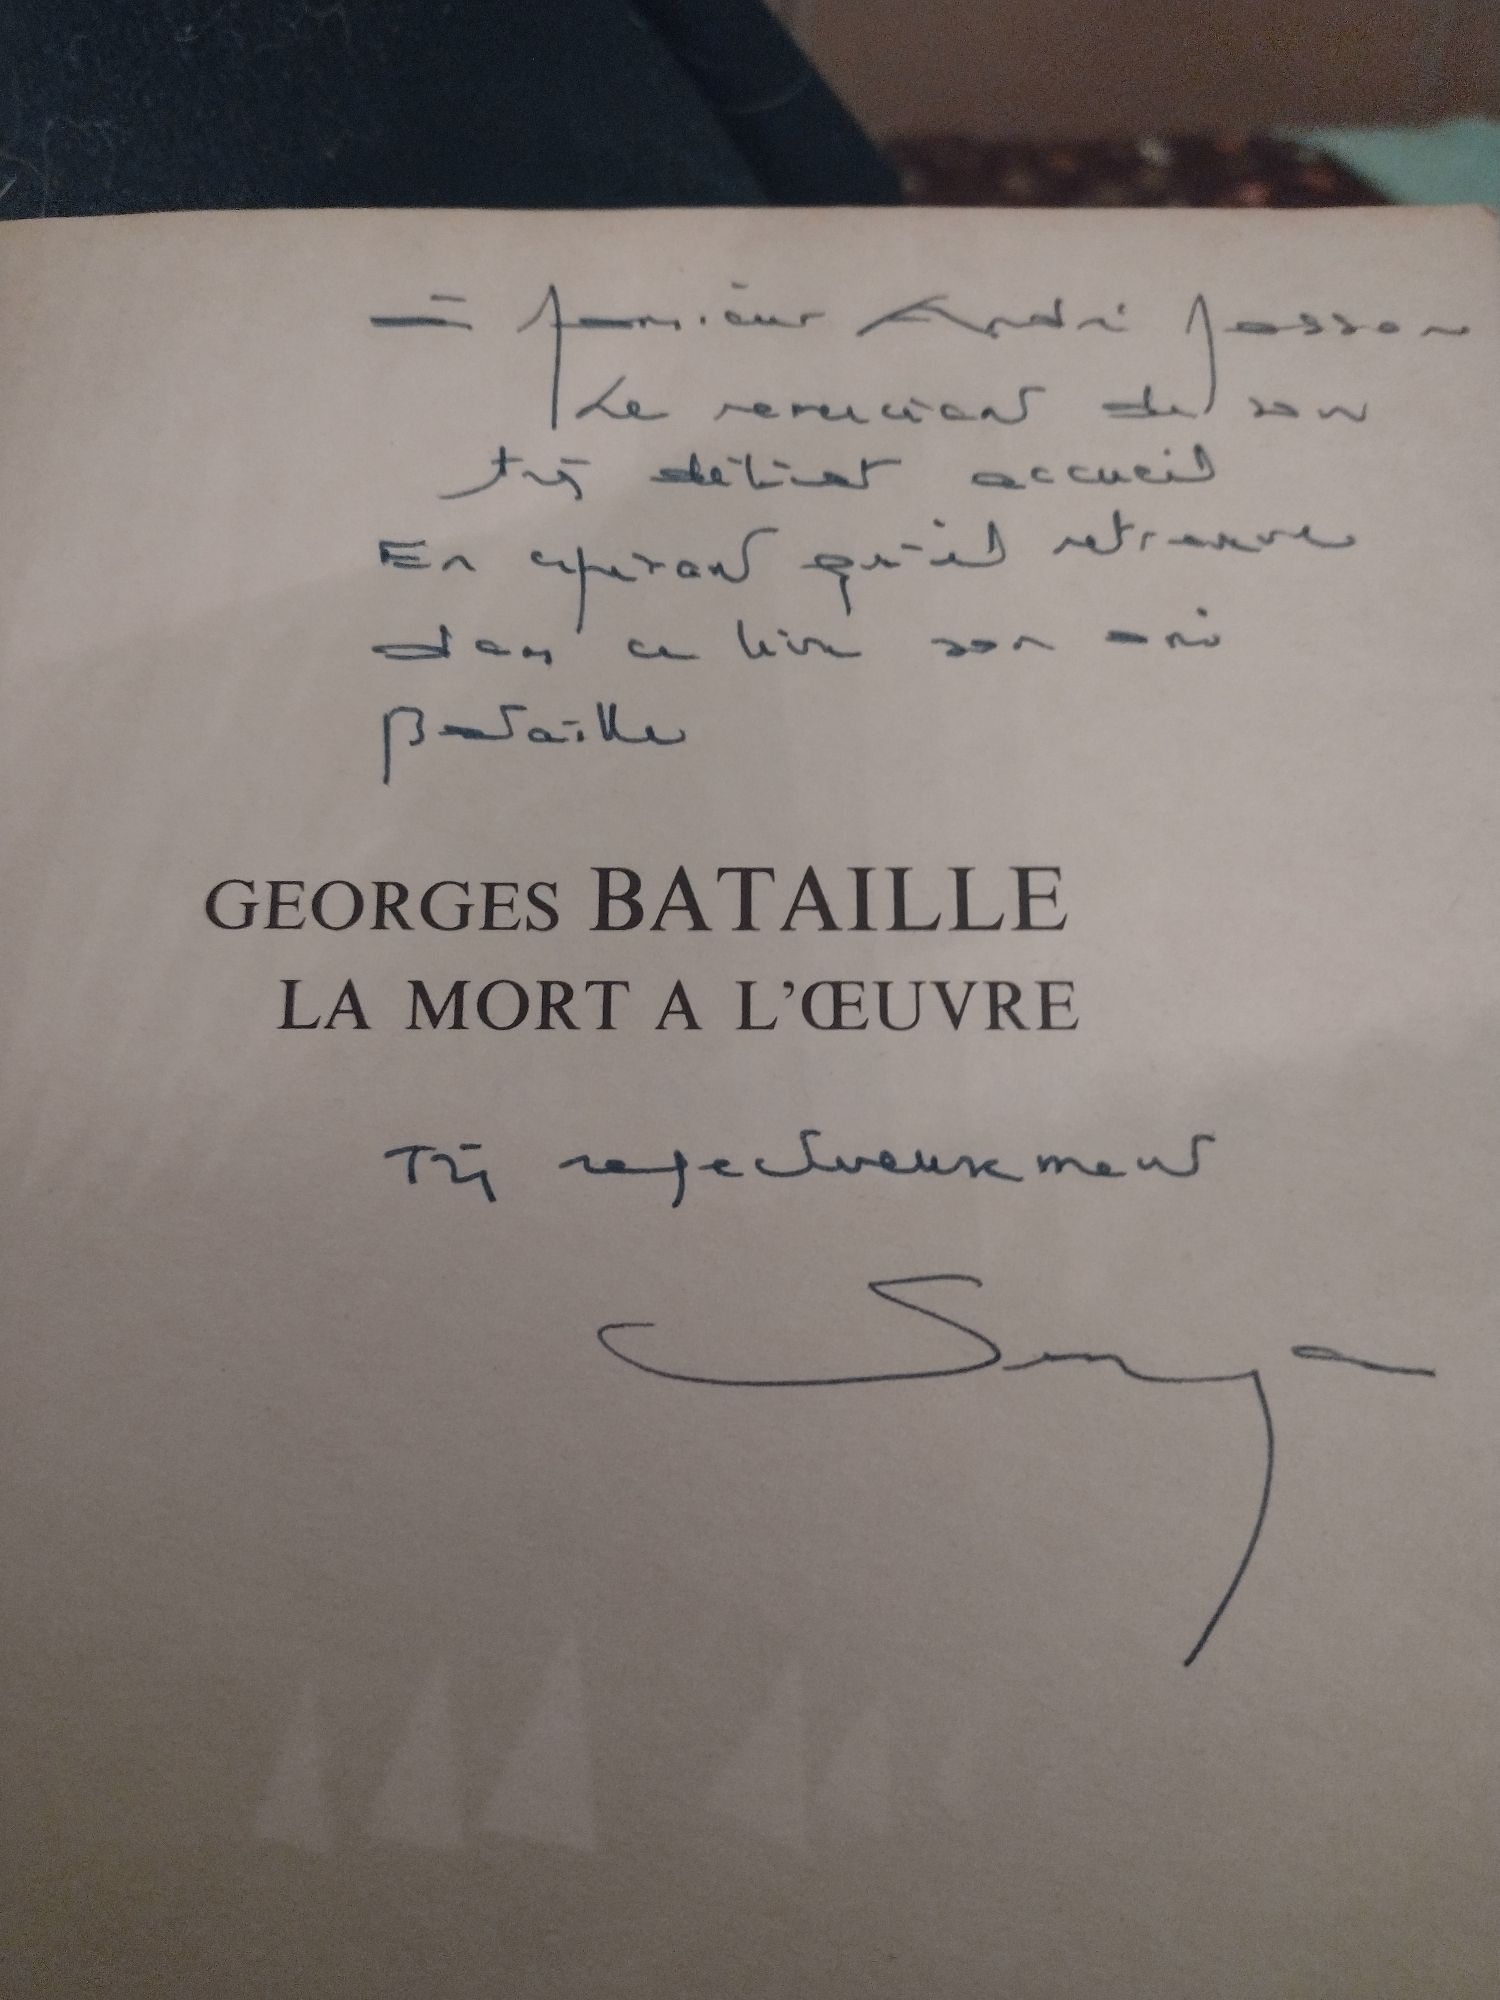 à Monsieur André Masson
Le remerciant de son
très délicat accueil
En espérant qu'il retrouve
dans ce livre son ami
Bataille
GEORGES BATAILLE
LA MORT A L'ŒUVRE
Très respectueusement
Surya